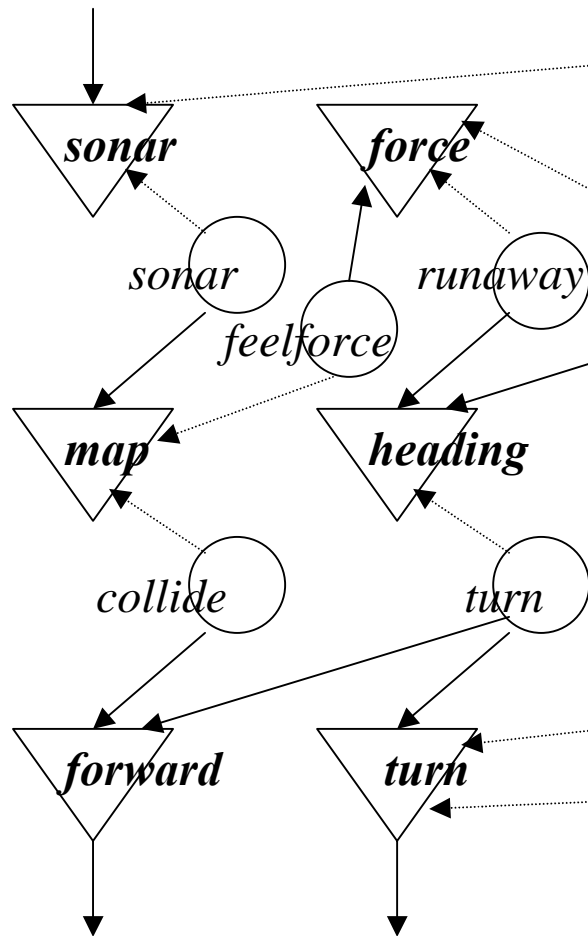 sonar
force
sonar
runaway
feelforce
map
heading
collide
turn
forward
turn